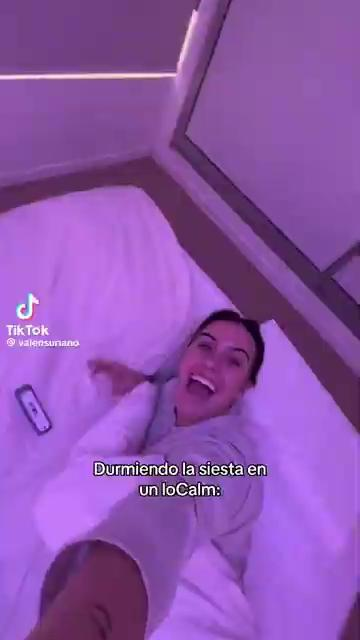 TikTok
@ valensuriano
Durmiendo la siesta en
un loCalm: